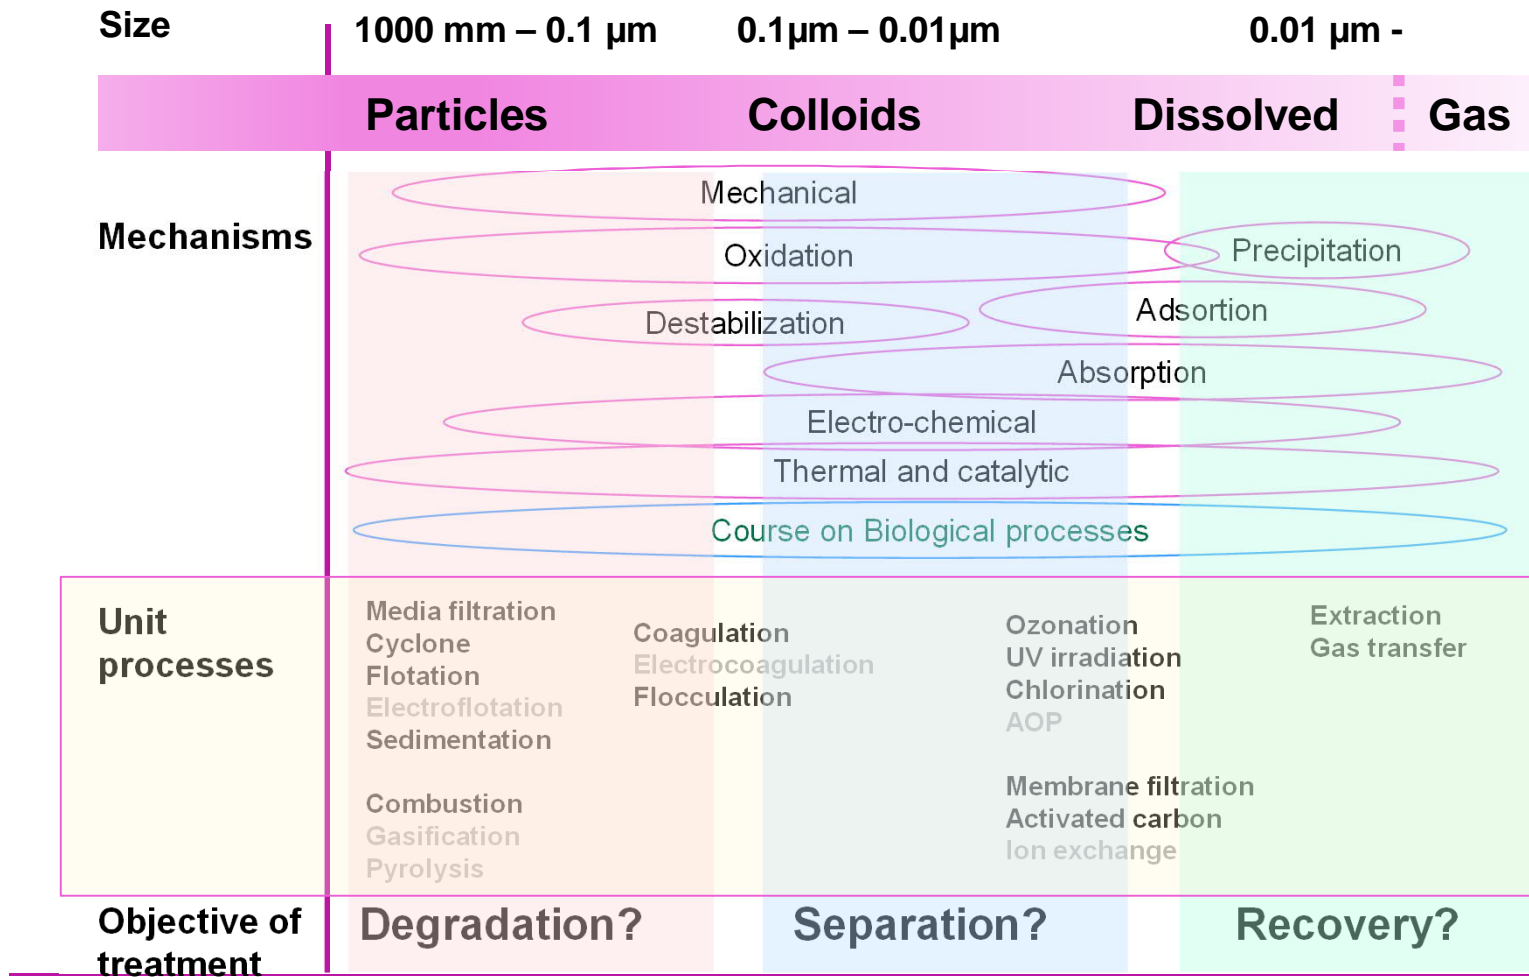 Size
1000 mm – 0.1 µm
0.1µm – 0.01µm
0.01 µm -
Particles
Colloids
Dissolved
Gas
Mechanisms
Mechanical
Oxidation
Precipitation
Destabilization
Adsortion
Absorption
Electro-chemical
Thermal and catalytic
Course on Biological processes
Unit
processes
Media filtration
Cyclone
Flotation
Electroflotation
Sedimentation
Combustion
Gasification
Pyrolysis
Coagulation
Electrocoagulation
Flocculation
Ozonation
UV irradiation
Chlorination
AOP
Membrane filtration
Activated carbon
Ion exchange
Extraction
Gas transfer
Objective of
treatment
Degradation?
Separation?
Recovery?